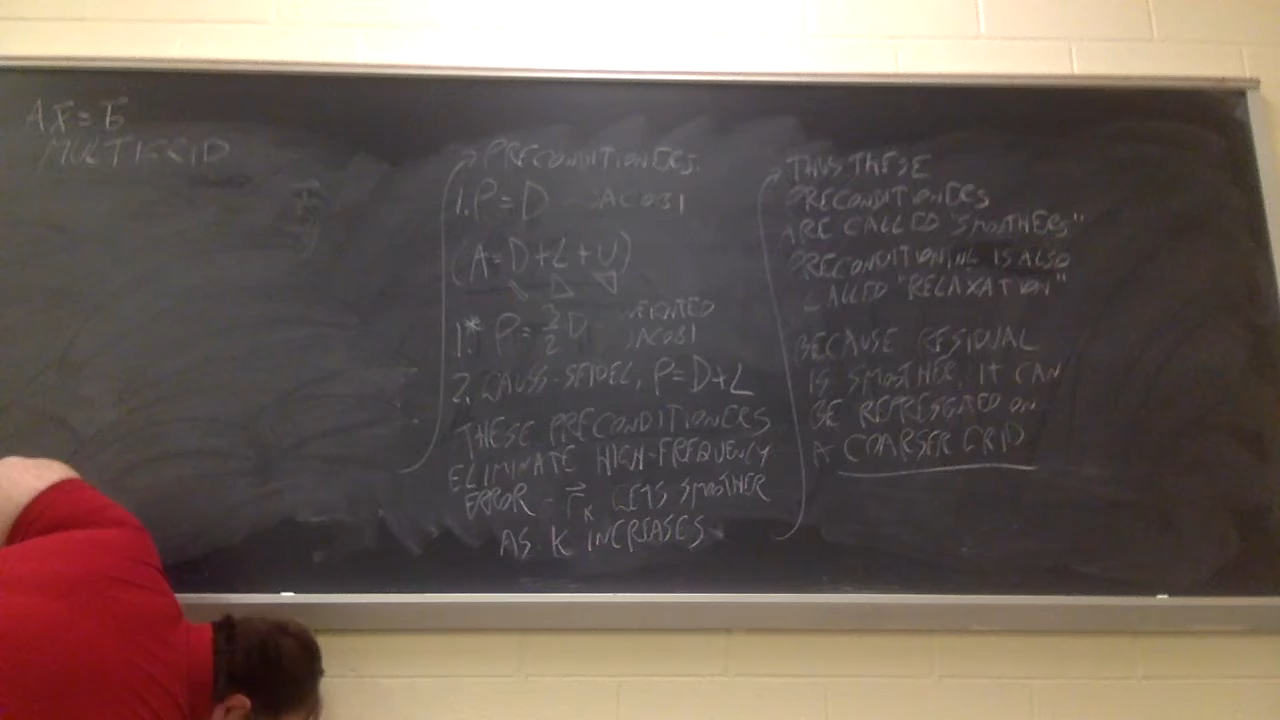 Ax⃗ = b⃗
MULTIGRID
→ PRECONDITIONERS.
1. P = D JACOBI
(A = D + L + U)
1*. P = 3/2 D, WEIGHTED
JACOBI
2. GAUSS-SEIDEL, P = D + L
THESE PRECONDITIONERS
ELIMINATE HIGH-FREQUENCY
ERROR - r⃗_K GETS SMOOTHER
AS K INCREASES
→ THUS THESE
PRECONDITIONERS
ARE CALLED "SMOOTHERS"
PRECONDITIONING IS ALSO
CALLED "RELAXATION"
BECAUSE RESIDUAL
IS SMOOTHER, IT CAN
BE REPRESENTED ON
A COARSER GRID